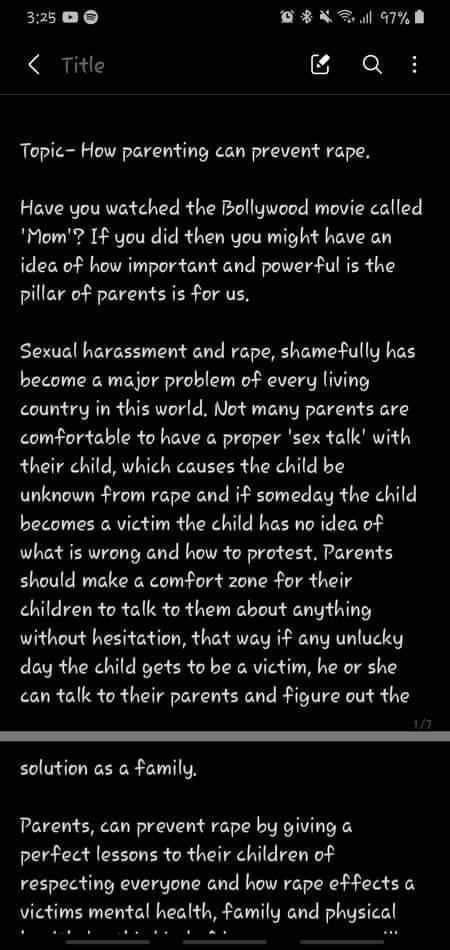 3:25
97%
Title
Topic- How parenting can prevent rape.
Have you watched the Bollywood movie called
'Mom'? If you did then you might have an
idea of how important and powerful is the
pillar of parents is for us.
Sexual harassment and rape, shamefully has
become a major problem of every living
country in this world. Not many parents are
comfortable to have a proper 'sex talk' with
their child, which causes the child be
unknown from rape and if someday the child
becomes a victim the child has no idea of
what is wrong and how to protest. Parents
should make a comfort zone for their
children to talk to them about anything
without hesitation, that way if any unlucky
day the child gets to be a victim, he or she
can talk to their parents and figure out the
1/7
solution as a family.
Parents, can prevent rape by giving a
perfect lessons to their children of
respecting everyone and how rape effects a
victims mental health, family and physical